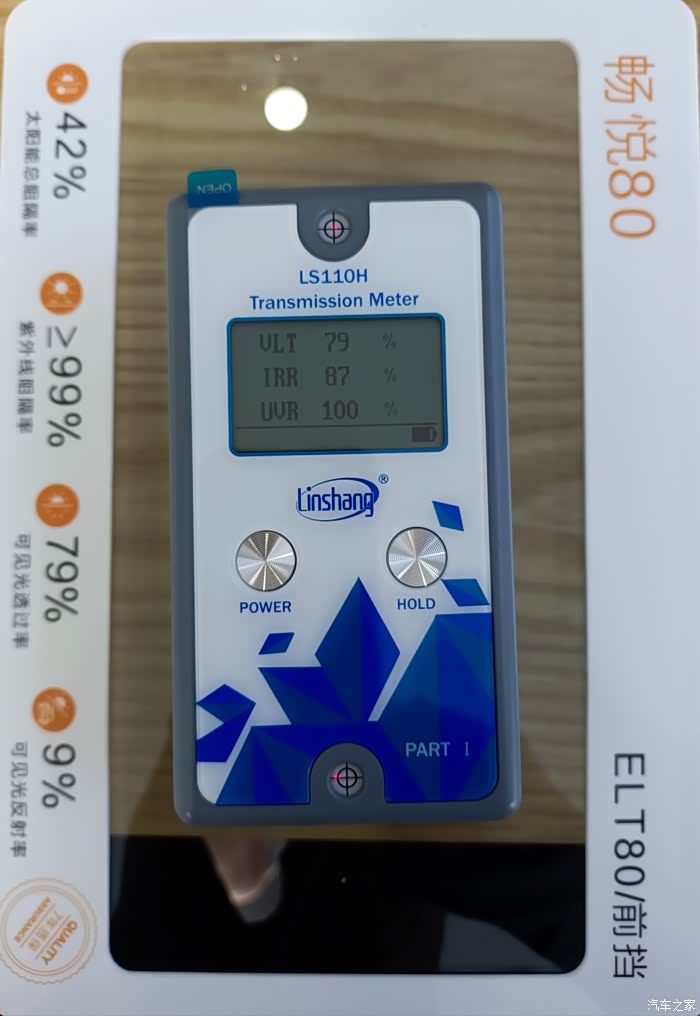 畅悦80
ELT80/前挡
42%
太阳能总阻隔率
≥99%
紫外线阻隔率
79%
可见光透过率
9%
可见光反射率
QUALITY
ASSURANCE
OPEN
LS110H
Transmission Meter
VLT 79 %
IRR 87 %
UVR 100 %
Linshang®
POWER
HOLD
PART I
汽车之家